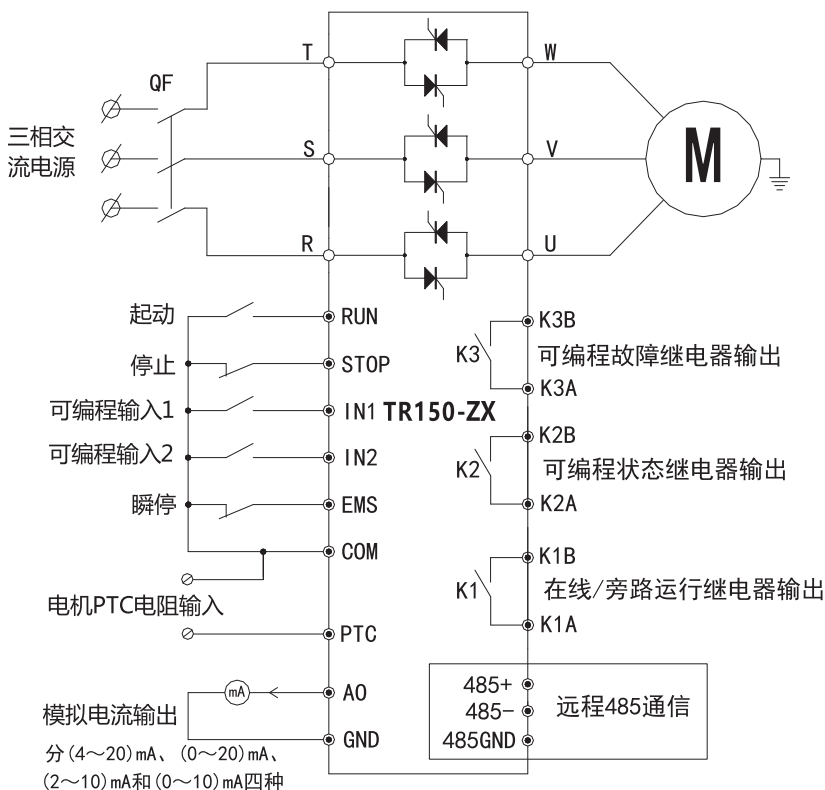 T
W
QF
三相交
流电源
S
V
M
R
U
起动
RUN
K3B
停止
STOP
K3
可编程故障继电器输出
K3A
可编程输入1
IN1
TR150-ZX
K2B
可编程输入2
IN2
K2
可编程状态继电器输出
瞬停
EMS
K2A
COM
K1B
电机PTC电阻输入
K1
在线/旁路运行继电器输出
PTC
K1A
mA
AO
485+
远程485通信
模拟电流输出
485-
GND
485GND
分(4~20)mA、(0~20)mA、
(2~10)mA和(0~10)mA四种